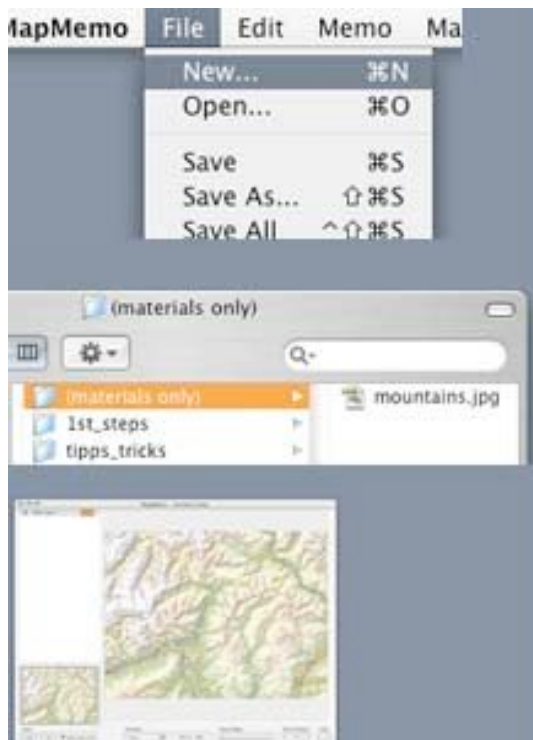 MapMemo File Edit Memo Ma
New... ⌘N
Open... ⌘O
Save ⌘S
Save As... ⇧⌘S
Save All ^⇧⌘S
(materials only)
(materials only) mountains.jpg
1st_steps
tipps_tricks